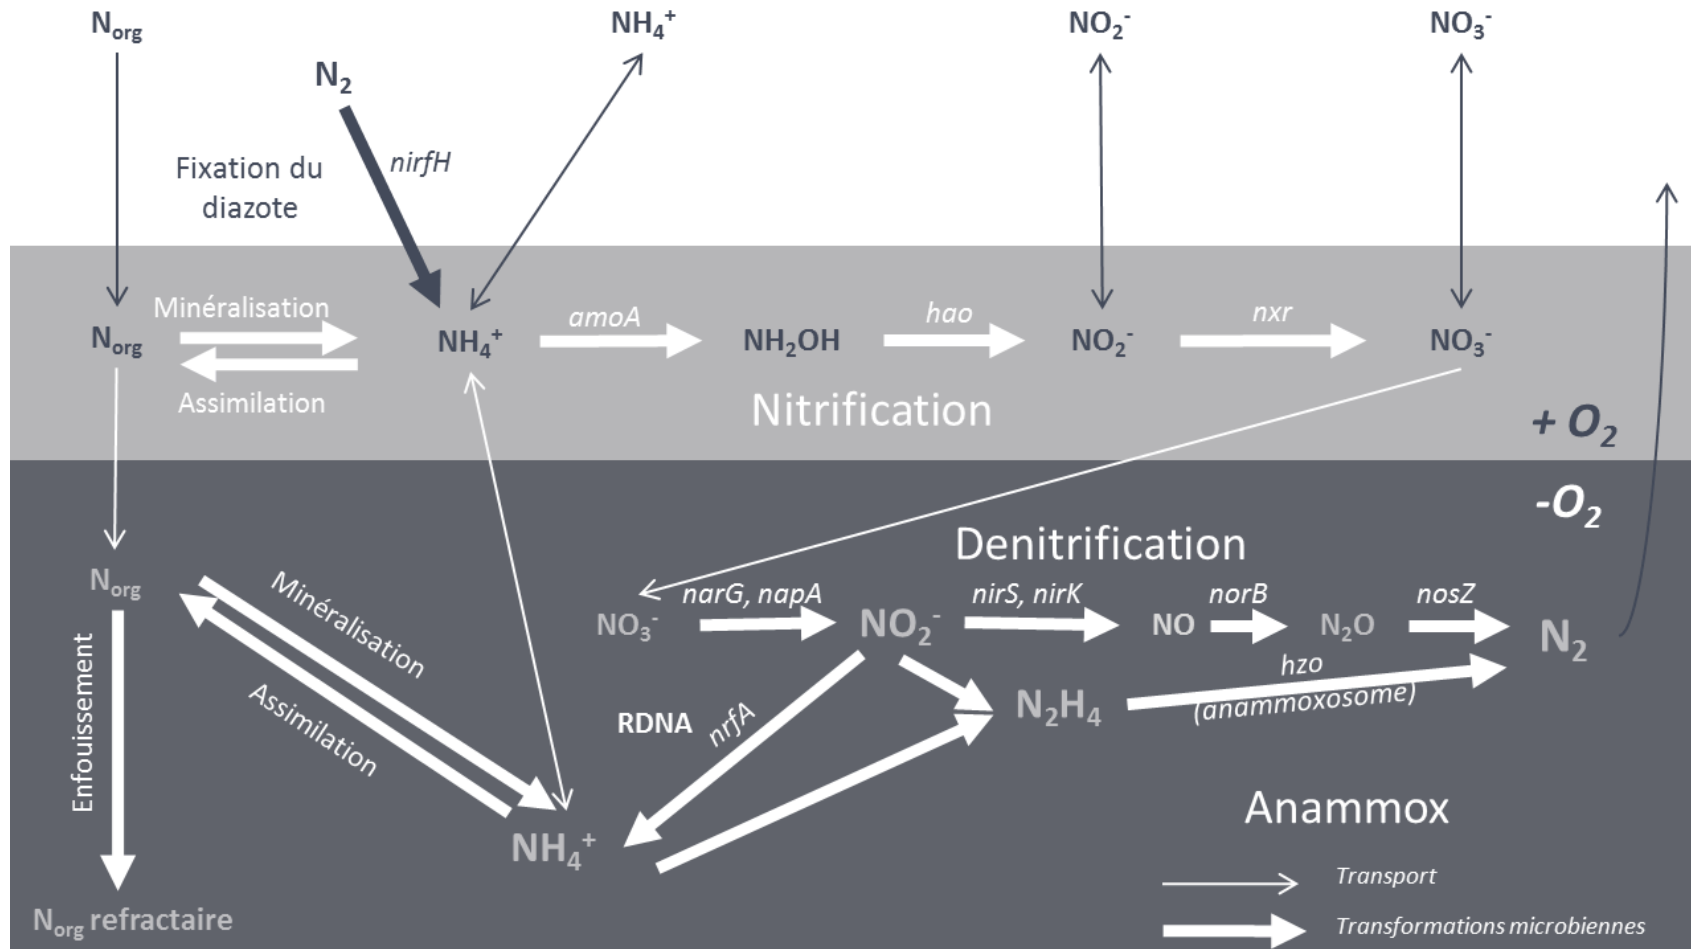 Norg
NH4+
NO2-
NO3-
N2
Fixation du
diazote
nirfH
Minéralisation
Norg
NH4+
amoA
NH2OH
hao
NO2-
nxr
NO3-
Assimilation
Nitrification
+ O2
-O2
Denitrification
Norg
Minéralisation
Assimilation
NO3-
narG, napA
NO2-
nirS, nirK
NO
norB
N2O
nosZ
N2
hzo
(anammoxosome)
N2H4
RDNA
nrfA
Enfouissement
NH4+
Anammox
Transport
Transformations microbiennes
Norg refractaire